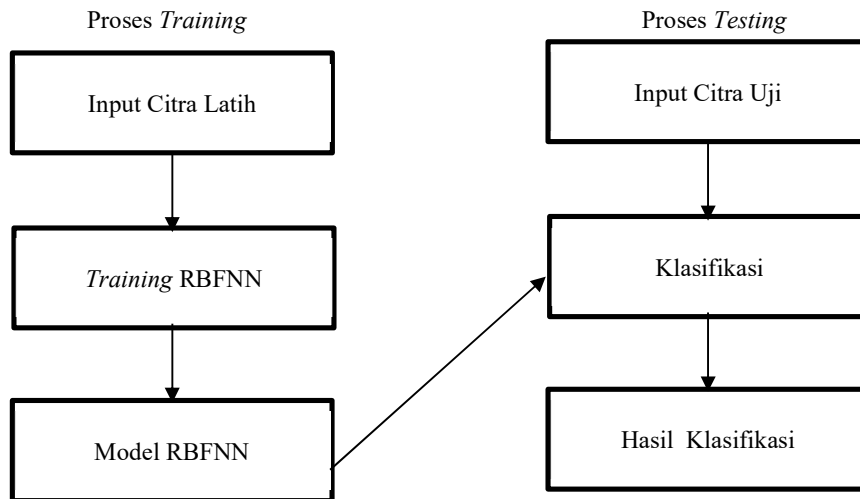 Proses Training
Input Citra Latih
Training RBFNN
Model RBFNN
Proses Testing
Input Citra Uji
Klasifikasi
Hasil Klasifikasi